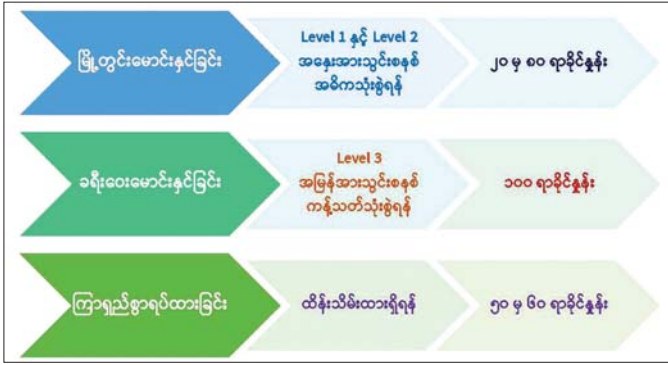 မြို့တွင်းမောင်းနှင်ခြင်း
Level 1 နှင့် Level 2
အနှေးအားသွင်းစနစ်
အဓိကသုံးစွဲရန်
၂၀ မှ ၈၀ ရာခိုင်နှုန်း
ခရီးဝေးမောင်းနှင်ခြင်း
Level 3
အမြန်အားသွင်းစနစ်
ကန့်သတ်သုံးစွဲရန်
၁၀၀ ရာခိုင်နှုန်း
ကြာရှည်စွာရပ်ထားခြင်း
ထိန်းသိမ်းထားရှိရန်
၅၀ မှ ၆၀ ရာခိုင်နှုန်း